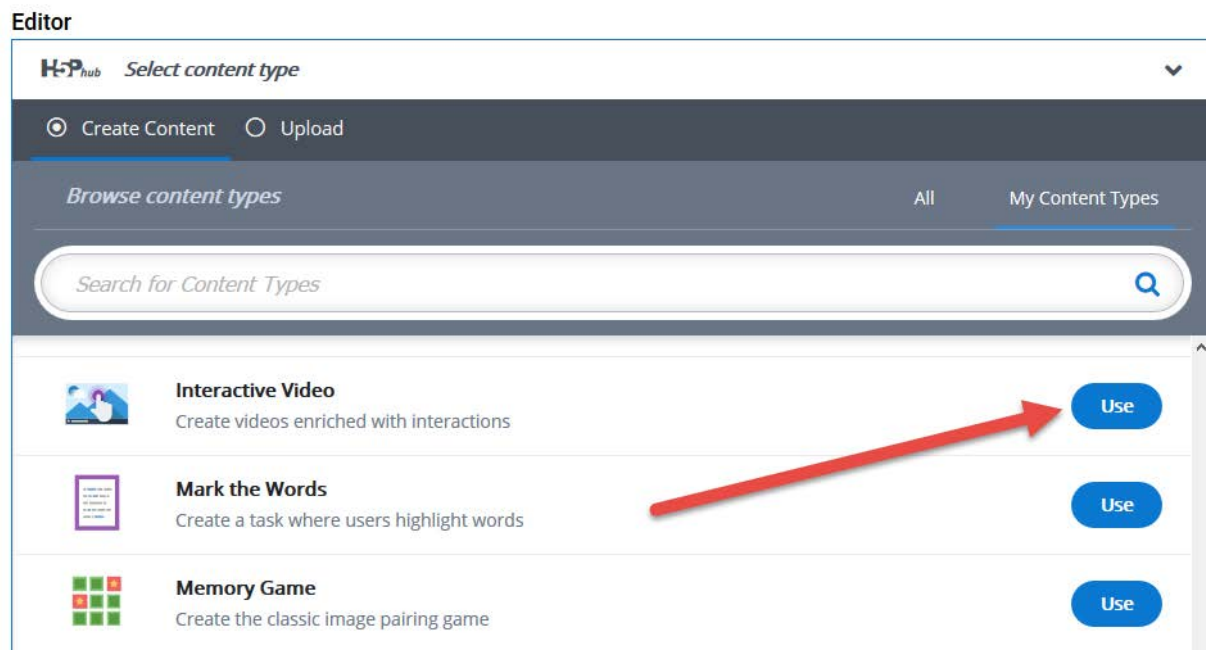 Editor
H5Phub Select content type
Create Content Upload
Browse content types All My Content Types
Search for Content Types
Interactive Video
Create videos enriched with interactions
Use
Mark the Words
Create a task where users highlight words
Use
Memory Game
Create the classic image pairing game
Use